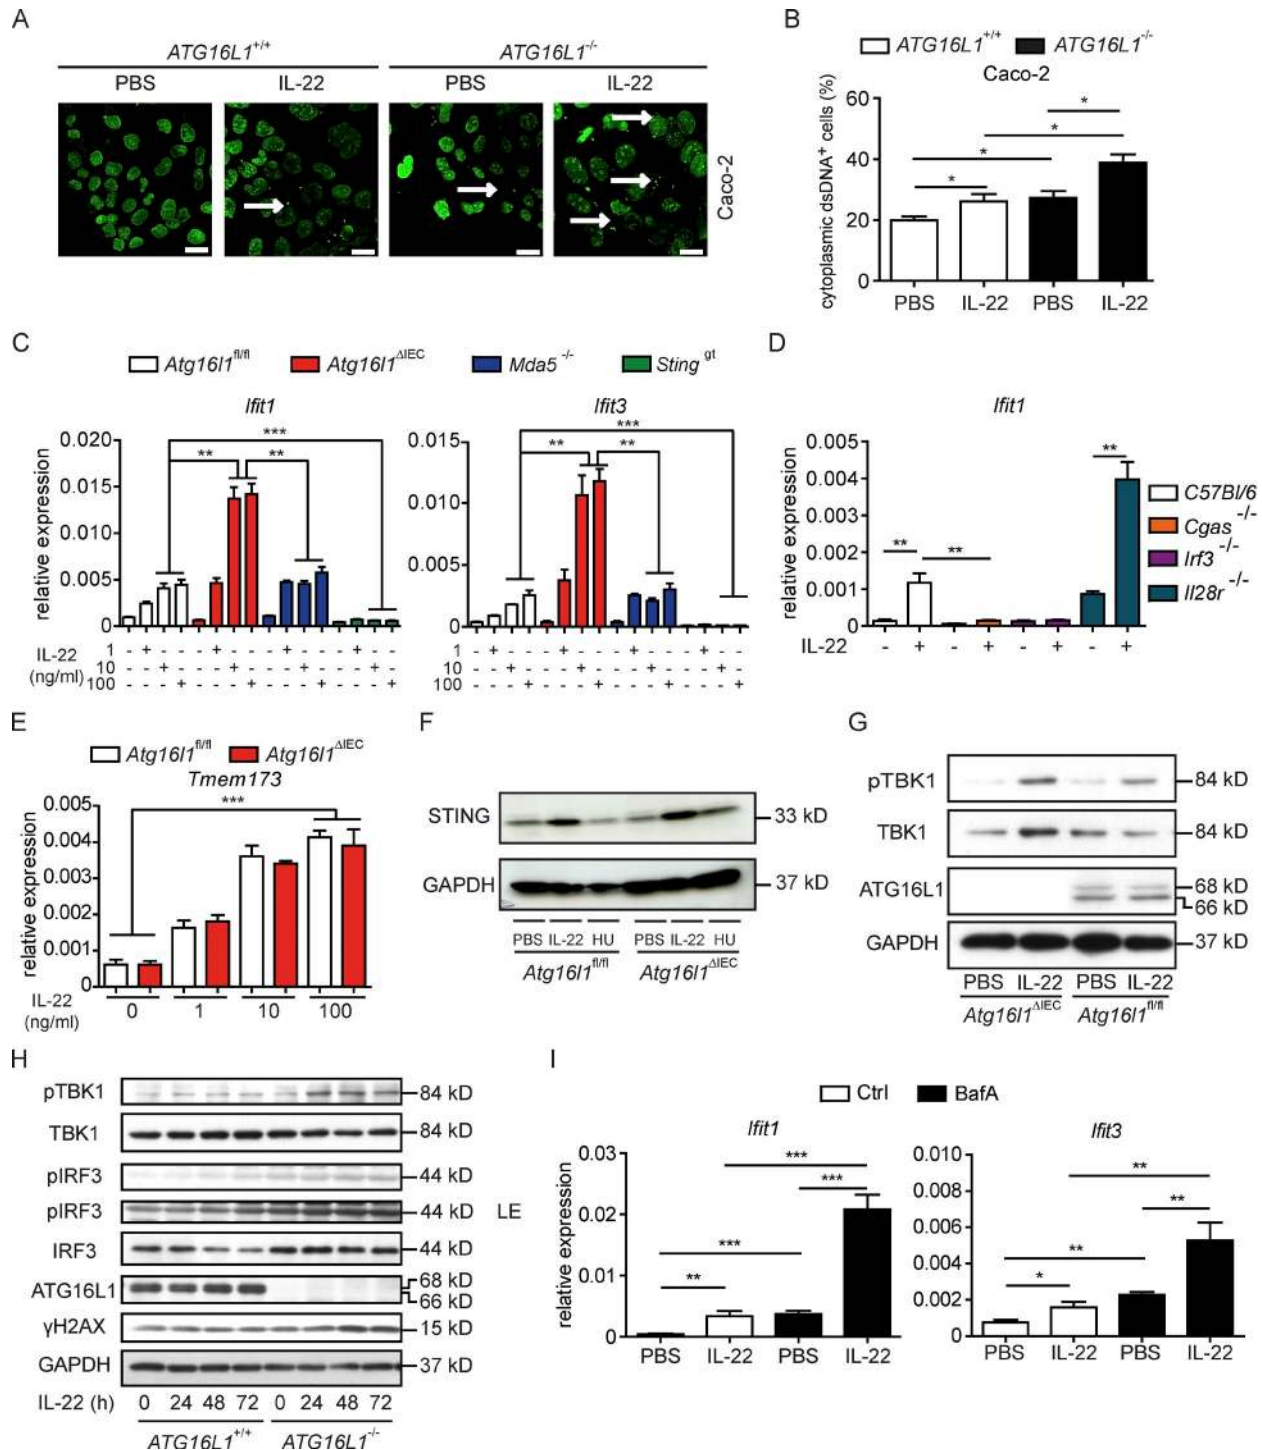 A
ATG16L1+/+ ATG16L1-/-
PBS IL-22 PBS IL-22
Caco-2
B
ATG16L1+/+ ATG16L1-/-
Caco-2
cytoplasmic dsDNA+ cells (%)
60
40
20
0
* * * *
PBS IL-22 PBS IL-22
C
Atg16l1fl/fl Atg16l1ΔIEC Mda5-/- Stinggt
Ifit1
relative expression
0.020
0.015
0.010
0.005
0
***
** **
IL-22 (ng/ml)
1 - + - - - + - - - + - - - + - -
10 - - + - - - + - - - + - - - + -
100 - - - + - - - + - - - + - - - +
Ifit3
0.015
0.010
0.005
0
***
** **
- + - - - + - - - + - - - + - -
- - + - - - + - - - + - - - + -
- - - + - - - + - - - + - - - +
D
Ifit1
relative expression
0.005
0.004
0.003
0.002
0.001
0
** ** **
IL-22 - + - + - + - +
C57Bl/6
Cgas-/-
Irf3-/-
Il28r-/-
E
Atg16l1fl/fl Atg16l1ΔIEC
Tmem173
relative expression
0.005
0.004
0.003
0.002
0.001
0
***
IL-22 (ng/ml) 0 1 10 100
F
STING 33 kD
GAPDH 37 kD
PBS IL-22 HU PBS IL-22 HU
Atg16l1fl/fl Atg16l1ΔIEC
G
pTBK1 84 kD
TBK1 84 kD
ATG16L1 68 kD
66 kD
GAPDH 37 kD
PBS IL-22 PBS IL-22
Atg16l1ΔIEC Atg16l1fl/fl
H
pTBK1 84 kD
TBK1 84 kD
pIRF3 44 kD
pIRF3 44 kD LE
IRF3 44 kD
ATG16L1 68 kD
66 kD
γH2AX 15 kD
GAPDH 37 kD
IL-22 (h) 0 24 48 72 0 24 48 72
ATG16L1+/+ ATG16L1-/-
I
Ctrl BafA
Ifit1
relative expression
0.03
0.02
0.01
0
***
***
***
**
PBS IL-22 PBS IL-22
Ifit3
0.010
0.008
0.006
0.004
0.002
0
**
**
**
*
PBS IL-22 PBS IL-22